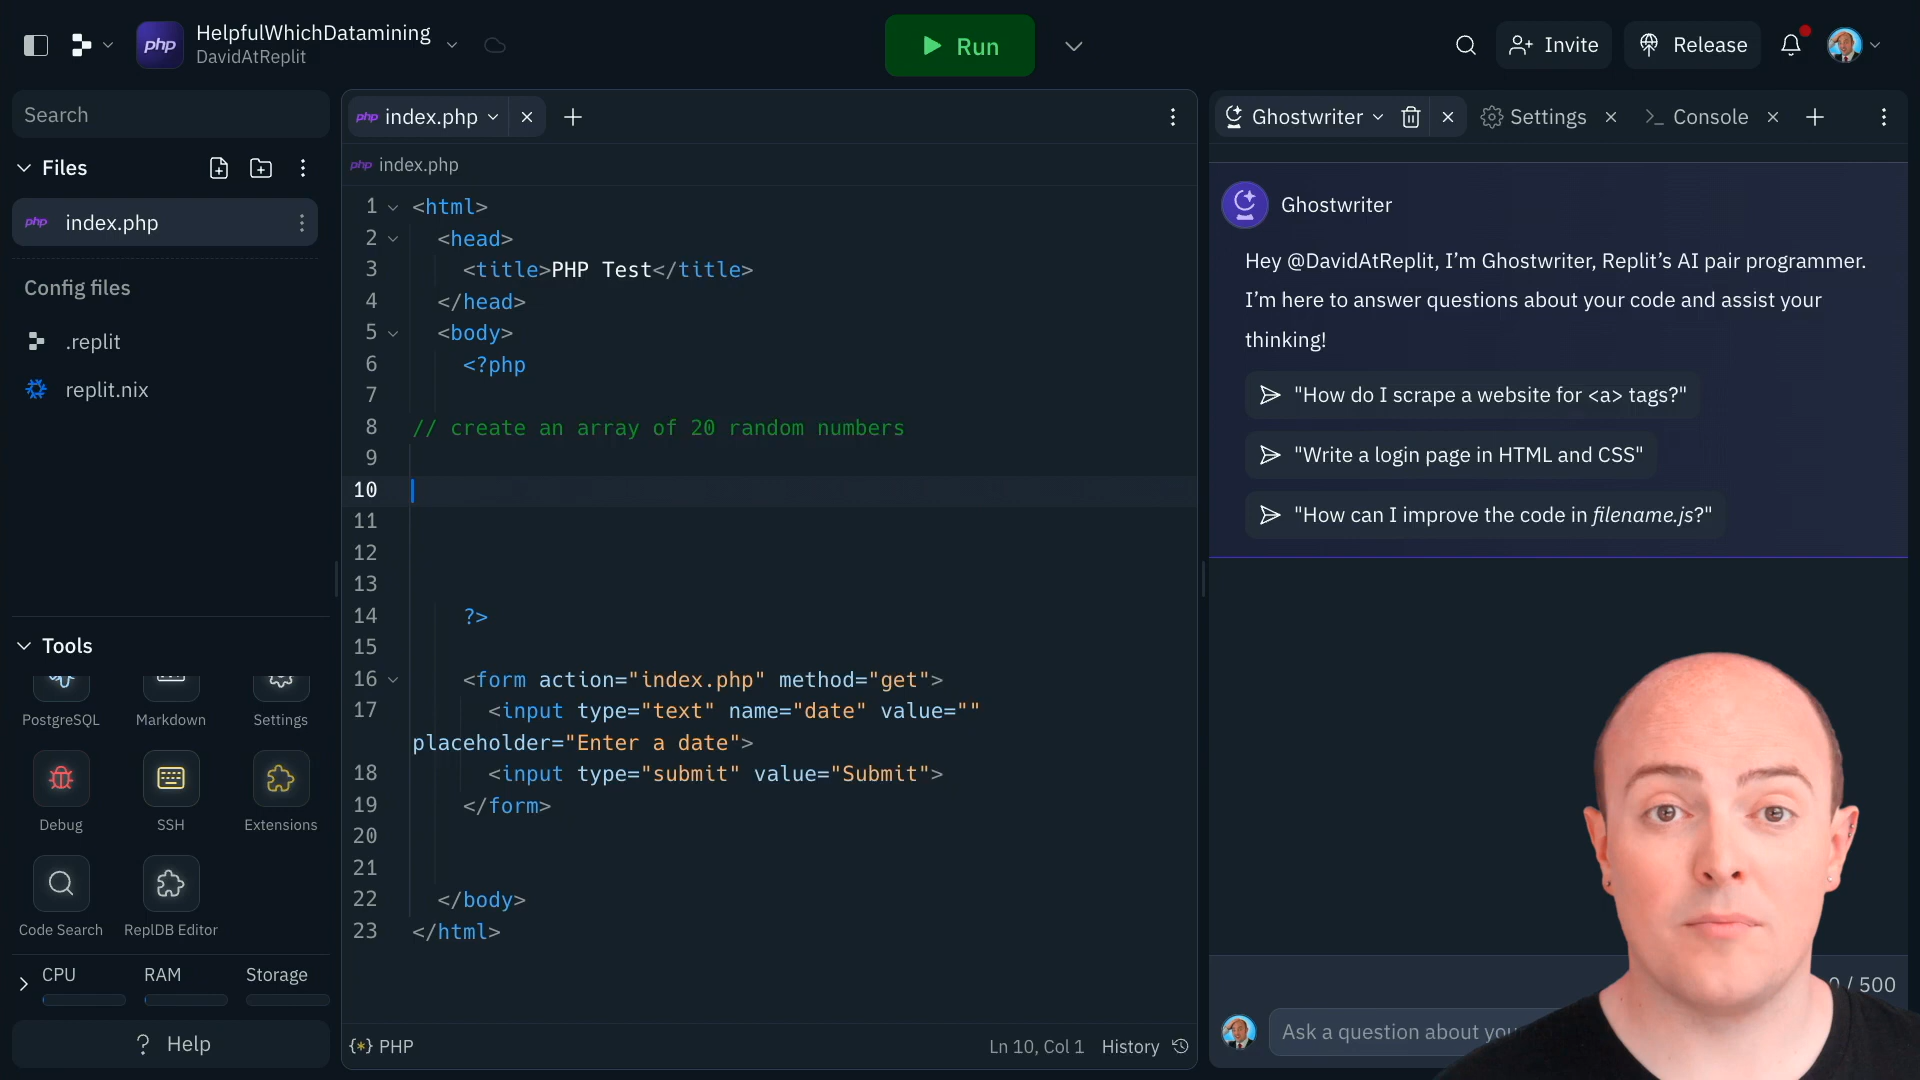 php
HelpfulWhichDatamining
DavidAtReplit
Run
Invite
Release
Search
Files
php index.php
Config files
.replit
replit.nix
Tools
PostgreSQL
Markdown
Settings
Debug
SSH
Extensions
Code Search
ReplDB Editor
CPU
RAM
Storage
? Help
php index.php
php index.php
1 <html>
2 <head>
3 <title>PHP Test</title>
4 </head>
5 <body>
6 <?php
7
8 // create an array of 20 random numbers
9
10
11
12
13
14 ?>
15
16 <form action="index.php" method="get">
17 <input type="text" name="date" value=""
placeholder="Enter a date">
18 <input type="submit" value="Submit">
19 </form>
20
21
22 </body>
23 </html>
{*} PHP
Ln 10, Col 1
History
Ghostwriter
Settings
Console
Ghostwriter
Hey @DavidAtReplit, I’m Ghostwriter, Replit’s AI pair programmer.
I’m here to answer questions about your code and assist your
thinking!
"How do I scrape a website for <a> tags?"
"Write a login page in HTML and CSS"
"How can I improve the code in filename.js?"
/ 500
Ask a question about